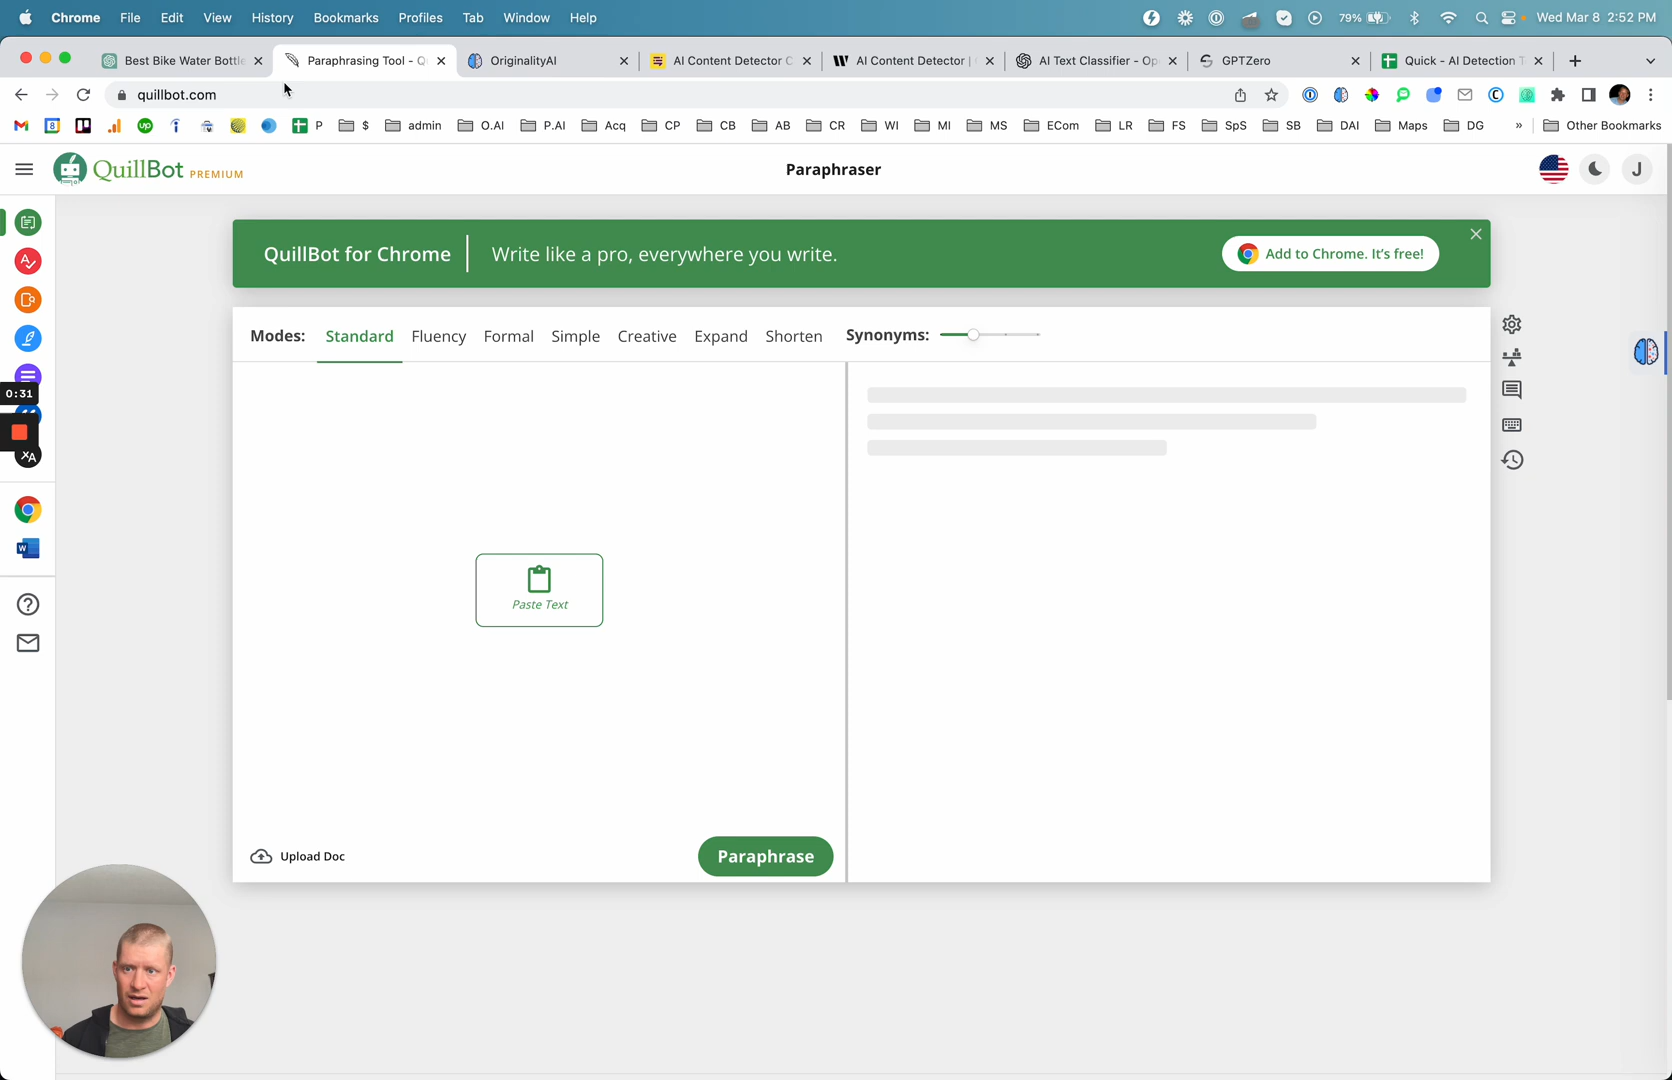 Chrome File Edit View History Bookmarks Profiles Tab Window Help 79% Wed Mar 8 2:52 PM
Best Bike Water Bottle Paraphrasing Tool - Q OriginalityAI AI Content Detector C AI Content Detector | AI Text Classifier - Op GPTZero Quick - AI Detection T
quillbot.com
P $ admin O.AI P.AI Acq CP CB AB CR WI MI MS ECom LR FS SpS SB DAI Maps DG » Other Bookmarks
QuillBot PREMIUM Paraphraser J
QuillBot for Chrome Write like a pro, everywhere you write. Add to Chrome. It's free!
Modes: Standard Fluency Formal Simple Creative Expand Shorten Synonyms:
0:31
Paste Text
Upload Doc Paraphrase